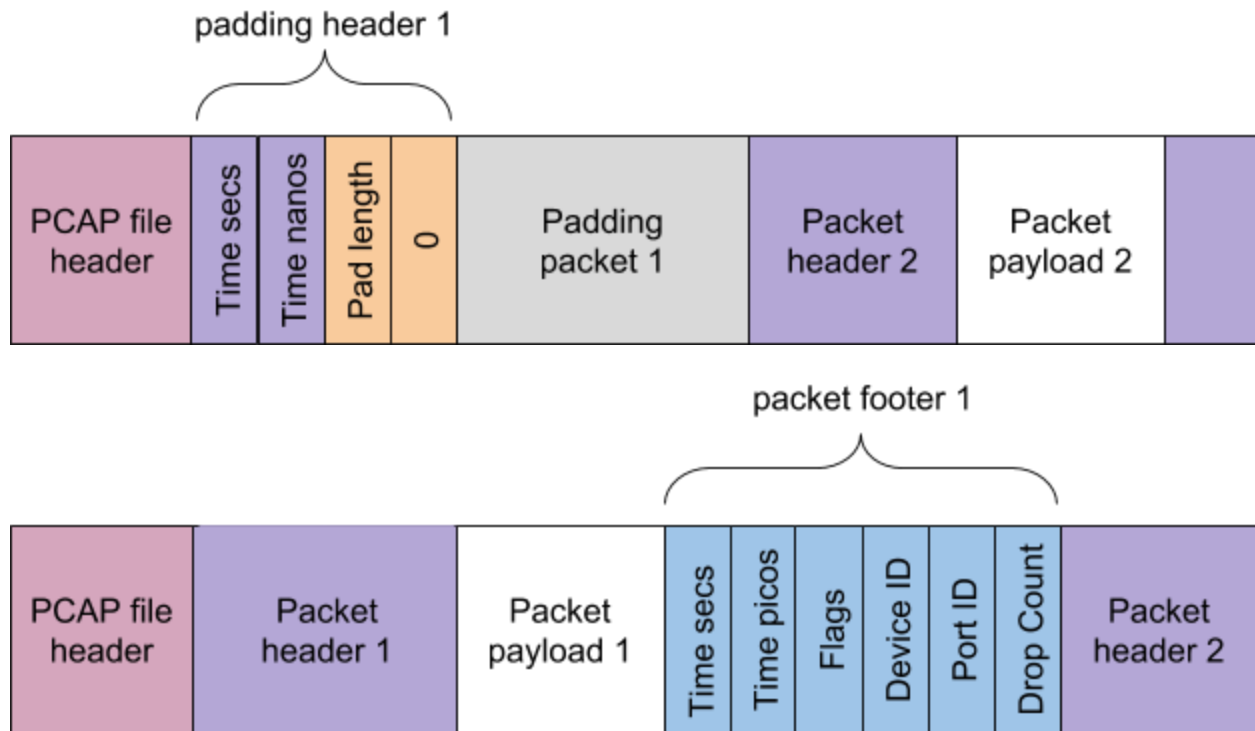 padding header 1
PCAP file
header
Time secs
Time nanos
Pad length
0
Padding
packet 1
Packet
header 2
Packet
payload 2
packet footer 1
PCAP file
header
Packet
header 1
Packet
payload 1
Time secs
Time picos
Flags
Device ID
Port ID
Drop Count
Packet
header 2